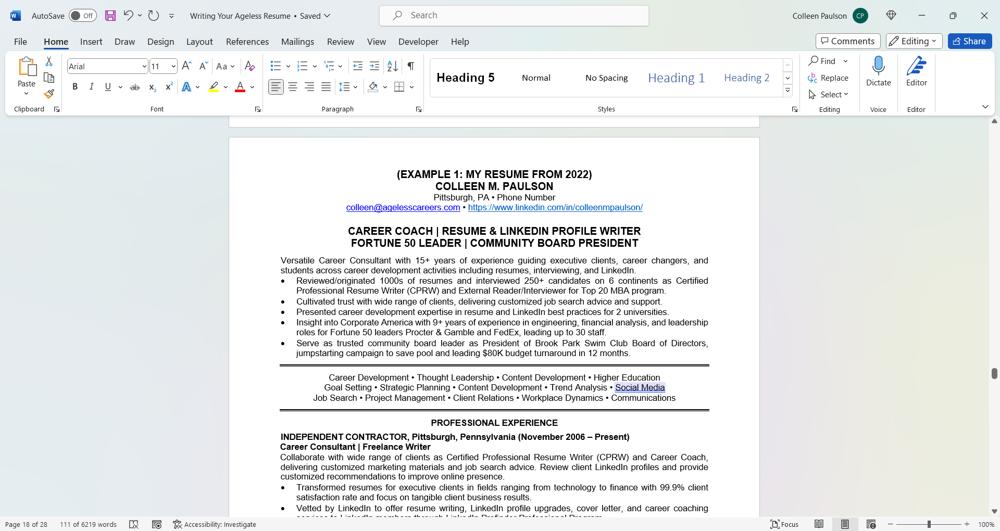 AutoSave Off Writing Your Ageless Resume • Saved Search Colleen Paulson CP
File Home Insert Draw Design Layout References Mailings Review View Developer Help Comments Editing Share
Paste Arial 11 Aa Heading 5 Normal No Spacing Heading 1 Heading 2 Find Replace Select Dictate Editor
Clipboard Font Paragraph Styles Editing Voice Editor
(EXAMPLE 1: MY RESUME FROM 2022)
COLLEEN M. PAULSON
Pittsburgh, PA • Phone Number
colleen@agelesscareers.com • https://www.linkedin.com/in/colleenmpaulson/
CAREER COACH | RESUME & LINKEDIN PROFILE WRITER
FORTUNE 50 LEADER | COMMUNITY BOARD PRESIDENT
Versatile Career Consultant with 15+ years of experience guiding executive clients, career changers, and
students across career development activities including resumes, interviewing, and LinkedIn.
• Reviewed/originated 1000s of resumes and interviewed 250+ candidates on 6 continents as Certified
Professional Resume Writer (CPRW) and External Reader/Interviewer for Top 20 MBA program.
• Cultivated trust with wide range of clients, delivering customized job search advice and support.
• Presented career development expertise in resume and LinkedIn best practices for 2 universities.
• Insight into Corporate America with 9+ years of experience in engineering, financial analysis, and leadership
roles for Fortune 50 leaders Procter & Gamble and FedEx, leading up to 30 staff.
• Serve as trusted community board leader as President of Brook Park Swim Club Board of Directors,
jumpstarting campaign to save pool and leading $80K budget turnaround in 12 months.
Career Development • Thought Leadership • Content Development • Higher Education
Goal Setting • Strategic Planning • Content Development • Trend Analysis • Social Media
Job Search • Project Management • Client Relations • Workplace Dynamics • Communications
PROFESSIONAL EXPERIENCE
INDEPENDENT CONTRACTOR, Pittsburgh, Pennsylvania (November 2006 – Present)
Career Consultant | Freelance Writer
Collaborate with wide range of clients as Certified Professional Resume Writer (CPRW) and Career Coach,
delivering customized marketing materials and job search advice. Review client LinkedIn profiles and provide
customized recommendations to improve online presence.
• Transformed resumes for executive clients in fields ranging from technology to finance with 99.9% client
satisfaction rate and focus on tangible client business results.
• Vetted by LinkedIn to offer resume writing, LinkedIn profile upgrades, cover letter, and career coaching
services to LinkedIn members through LinkedIn Profinder Professional Program.
Page 18 of 28 111 of 6219 words Accessibility: Investigate Focus 100%